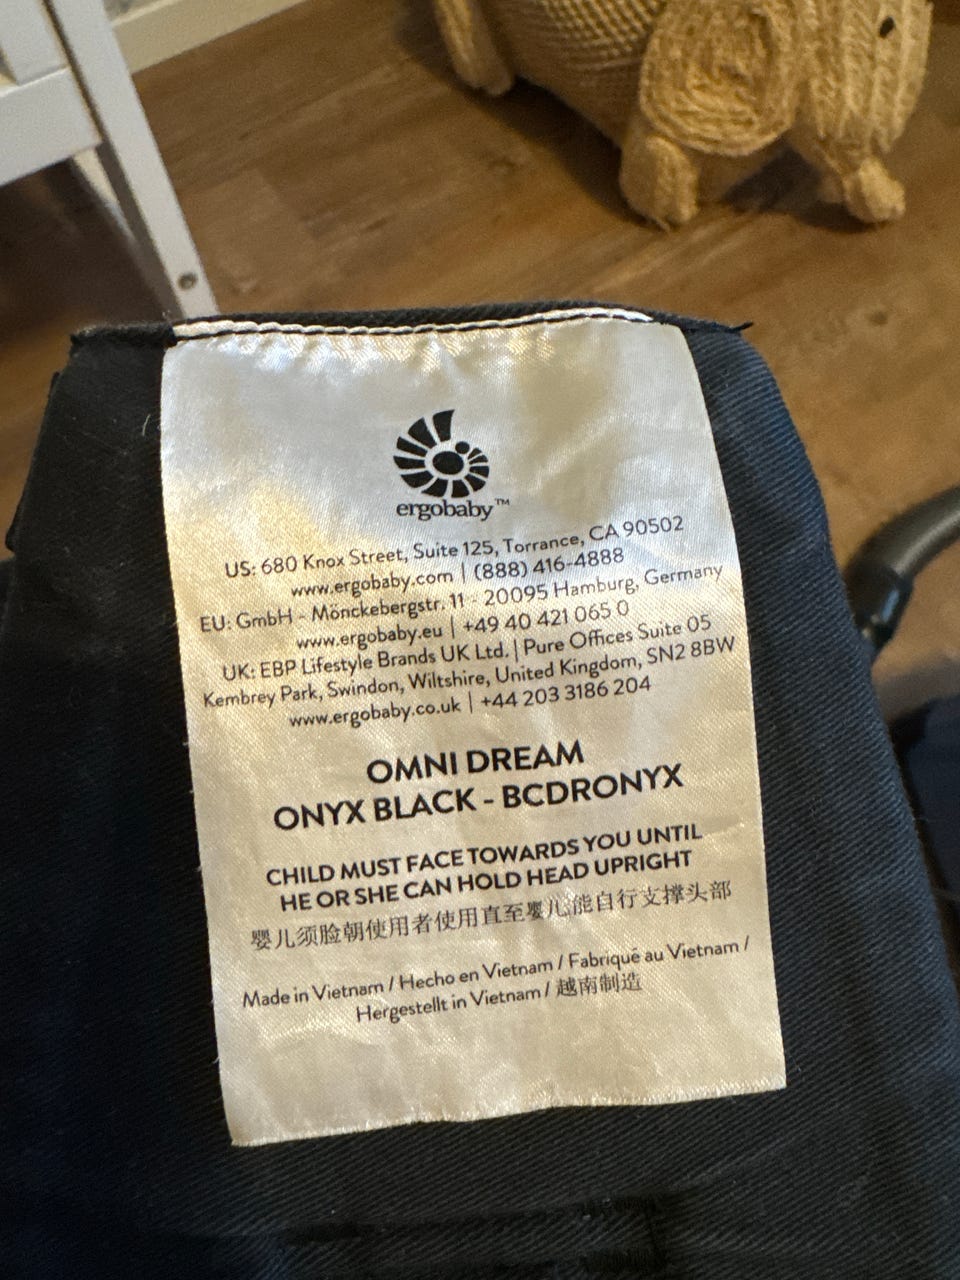 ergobaby™
US: 680 Knox Street, Suite 125, Torrance, CA 90502
www.ergobaby.com | (888) 416-4888
EU: GmbH - Mönckebergstr. 11 - 20095 Hamburg, Germany
www.ergobaby.eu | +49 40 421 065 0
UK: EBP Lifestyle Brands UK Ltd. | Pure Offices Suite 05
Kembrey Park, Swindon, Wiltshire, United Kingdom, SN2 8BW
www.ergobaby.co.uk | +44 203 3186 204
OMNI DREAM
ONYX BLACK - BCDRONYX
CHILD MUST FACE TOWARDS YOU UNTIL
HE OR SHE CAN HOLD HEAD UPRIGHT
婴儿须脸朝使用者使用直至婴儿能自行支撑头部
Made in Vietnam / Hecho en Vietnam / Fabriqué au Vietnam /
Hergestellt in Vietnam / 越南制造